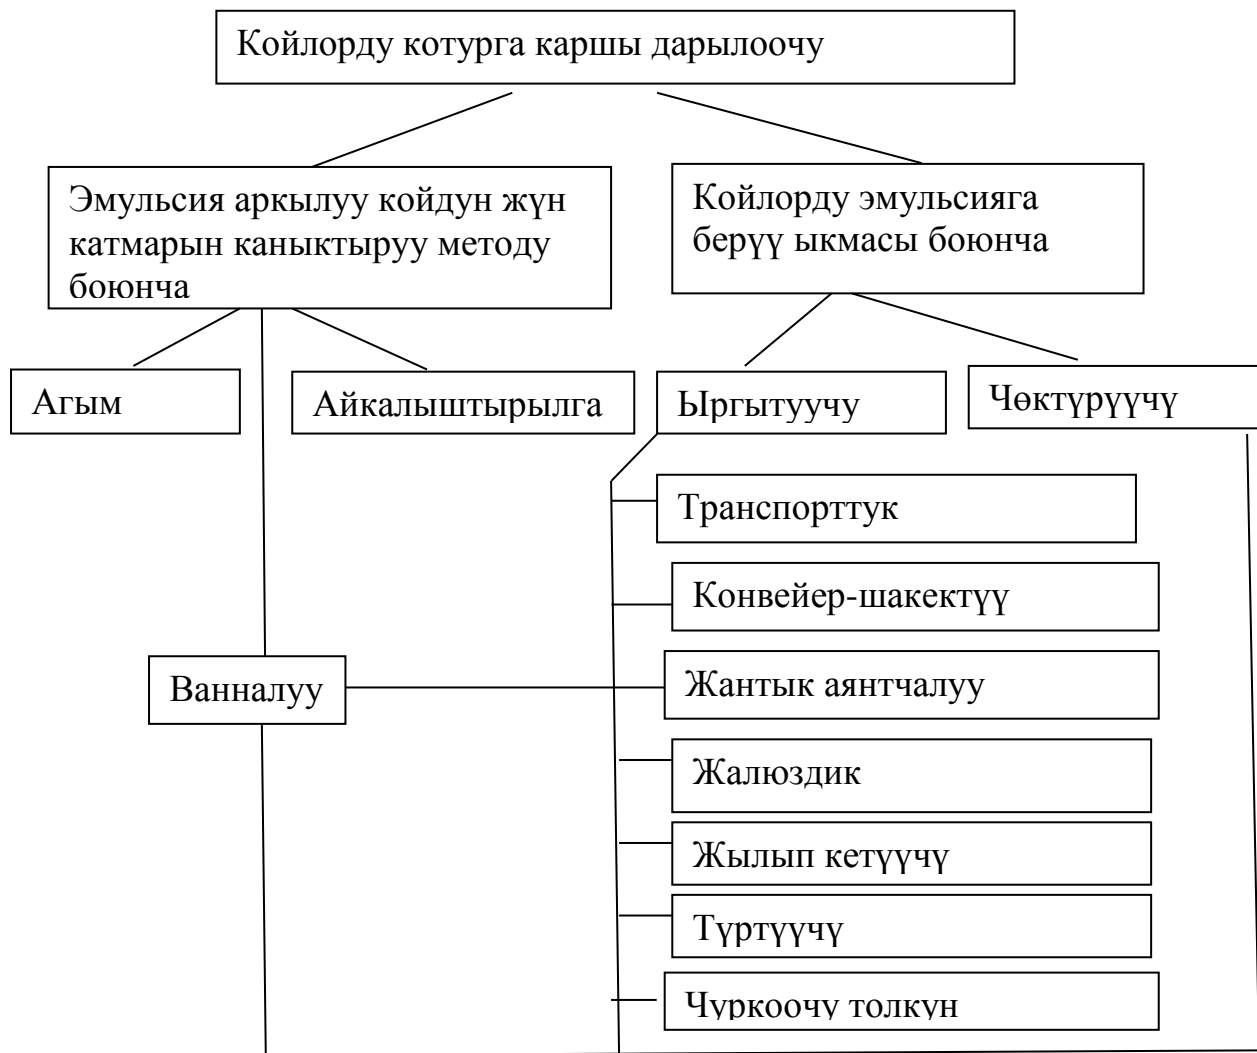 Койлорду котурга каршы дарылоочу
Эмульсия аркылуу койдун жүн
катмарын каныктыруу методу
боюнча
Койлорду эмульсияга
берүү ыкмасы боюнча
Агым
Айкалыштырылга
Ыргытуучу
Чөктүрүүчү
Транспорттук
Конвейер-шакектүү
Ванналуу
Жантык аянтчалуу
Жалюздик
Жылып кетүүчү
Түртүүчү
Чуркоочу толкун